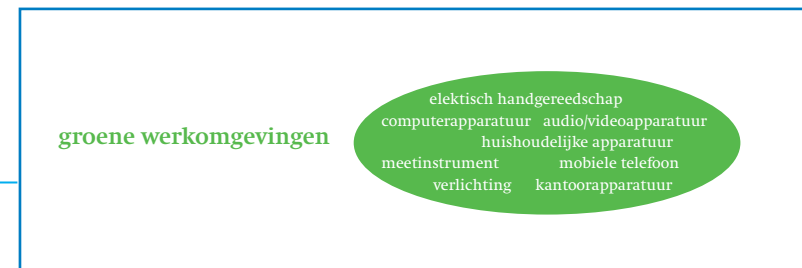 groene werkomgevingen
elektisch handgereedschap
computerapparatuur audio/videoapparatuur
huishoudelijke apparatuur
meetinstrument mobiele telefoon
verlichting kantoorapparatuur